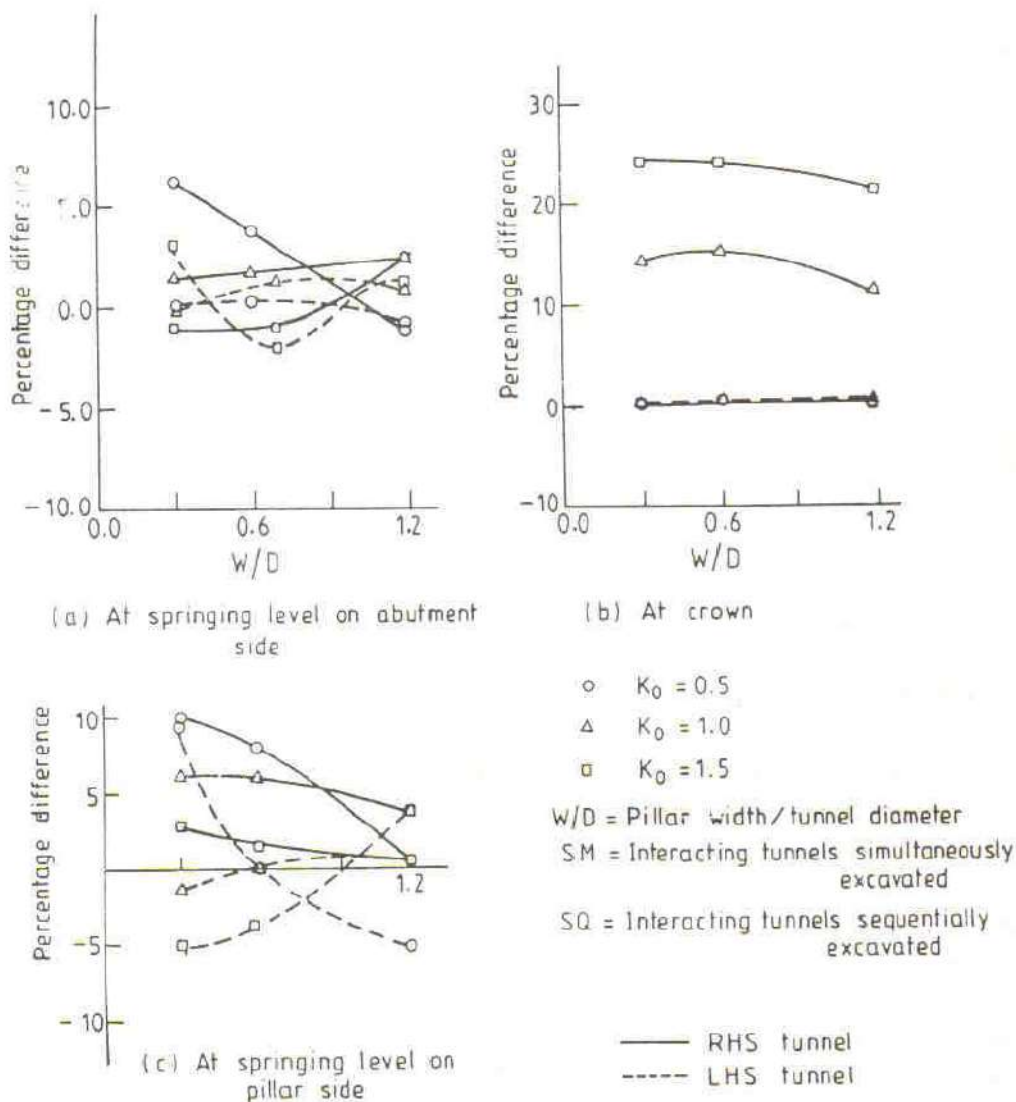 10.0
.0
0.0
-5.0
-10.0
Percentage
0.0
0.6
1.2
W/D
(a) At springing level on abutment
side
30
20
10
0
-10
Percentage difference
0.0
0.6
1.2
W/D
(b) At crown
10
5
-5
-10
Percentage difference
1.2
(c) At springing level on
pillar side
○ K0 = 0.5
△ K0 = 1.0
□ K0 = 1.5
W/D = Pillar width/tunnel diameter
SM = Interacting tunnels simultaneously
excavated
SQ = Interacting tunnels sequentially
excavated
RHS tunnel
LHS tunnel